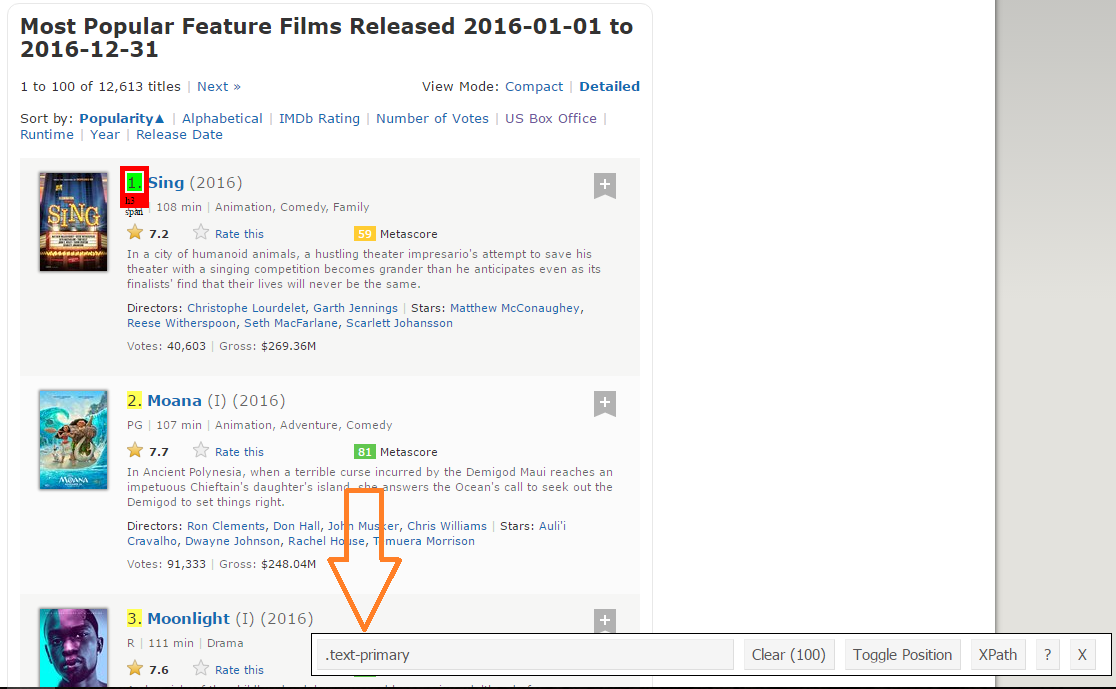 Most Popular Feature Films Released 2016-01-01 to
2016-12-31
1 to 100 of 12,613 titles | Next »
View Mode: Compact | Detailed
Sort by: Popularity▲ | Alphabetical | IMDb Rating | Number of Votes | US Box Office |
Runtime | Year | Release Date
SING
1. Sing (2016)
h3
span
| 108 min | Animation, Comedy, Family
7.2 Rate this 59 Metascore
In a city of humanoid animals, a hustling theater impresario's attempt to save his
theater with a singing competition becomes grander than he anticipates even as its
finalists' find that their lives will never be the same.
Directors: Christophe Lourdelet, Garth Jennings | Stars: Matthew McConaughey,
Reese Witherspoon, Seth MacFarlane, Scarlett Johansson
Votes: 40,603 | Gross: $269.36M
MOANA
2. Moana (I) (2016)
PG | 107 min | Animation, Adventure, Comedy
7.7 Rate this 81 Metascore
In Ancient Polynesia, when a terrible curse incurred by the Demigod Maui reaches an
impetuous Chieftain's daughter's island, she answers the Ocean's call to seek out the
Demigod to set things right.
Directors: Ron Clements, Don Hall, John Musker, Chris Williams | Stars: Auli'i
Cravalho, Dwayne Johnson, Rachel House, Temuera Morrison
Votes: 91,333 | Gross: $248.04M
3. Moonlight (I) (2016)
R | 111 min | Drama
7.6 Rate this
.text-primary
Clear (100)
Toggle Position
XPath
?
X